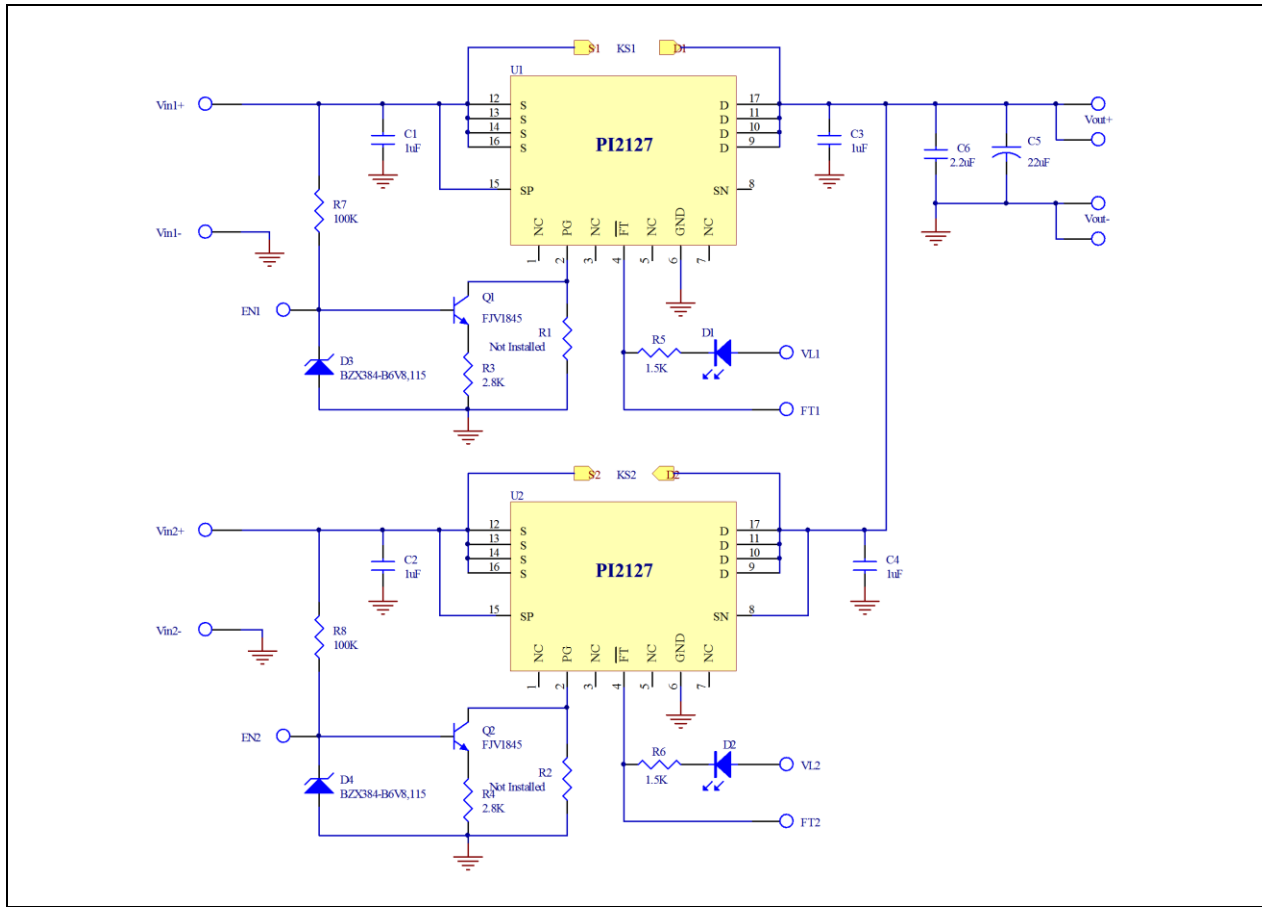 S1 KS1 D1
U1
Vin1+
12 S D 17
13 S D 11
14 S D 10
16 S D 9
PI2127
C1
1uF
C3
1uF
C6
2.2uF
C5
22uF
Vout+
15 SP SN 8
R7
100K
NC PG NC FT NC GND NC
1 2 3 4 5 6 7
Vin1-
Vout-
EN1
Q1
FJV1845
Not Installed
R1
R3
2.8K
D3
BZX384-B6V8,115
R5
1.5K
D1
VL1
FT1
S2 KS2 D2
U2
Vin2+
12 S D 17
13 S D 11
14 S D 10
16 S D 9
PI2127
C2
1uF
C4
1uF
15 SP SN 8
R8
100K
NC PG NC FT NC GND NC
1 2 3 4 5 6 7
Vin2-
EN2
Q2
FJV1845
Not Installed
R2
R4
2.8K
D4
BZX384-B6V8,115
R6
1.5K
D2
VL2
FT2